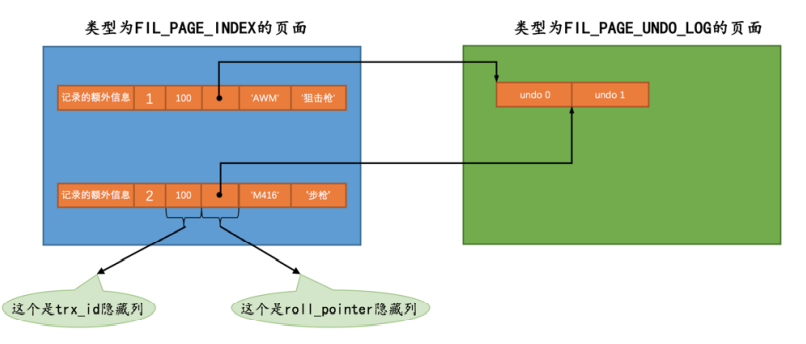 类型为FIL_PAGE_INDEX的页面
类型为FIL_PAGE_UNDO_LOG的页面
记录的额外信息 1 100 'AWM' '狙击枪'
undo 0 undo 1
记录的额外信息 2 100 'M416' '步枪'
这个是trx_id隐藏列
这个是roll_pointer隐藏列